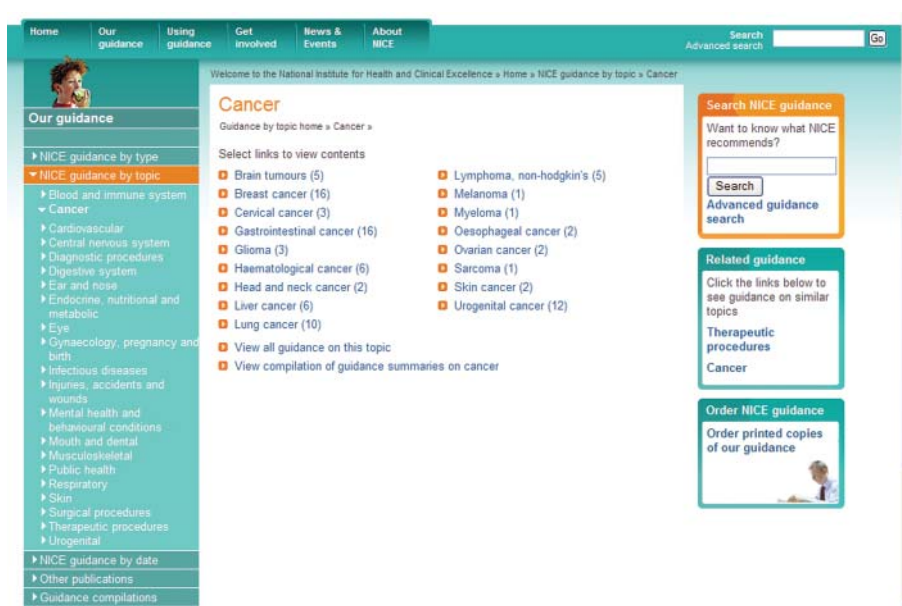 Home
Our guidance
Using guidance
Get involved
News & Events
About NICE
Search
Advanced search
Go
Welcome to the National Institute for Health and Clinical Excellence » Home » NICE guidance by topic » Cancer
Our guidance
NICE guidance by type
NICE guidance by topic
Blood and immune system
Cancer
Cardiovascular
Central nervous system
Diagnostic procedures
Digestive system
Ear and nose
Endocrine, nutritional and
metabolic
Eye
Gynaecology, pregnancy and
birth
Infectious diseases
Injuries, accidents and
wounds
Mental health and
behavioural conditions
Mouth and dental
Musculoskeletal
Public health
Respiratory
Skin
Surgical procedures
Therapeutic procedures
Urogenital
NICE guidance by date
Other publications
Guidance compilations
Cancer
Guidance by topic home » Cancer »
Select links to view contents
Brain tumours (5)
Breast cancer (16)
Cervical cancer (3)
Gastrointestinal cancer (16)
Glioma (3)
Haematological cancer (6)
Head and neck cancer (2)
Liver cancer (6)
Lung cancer (10)
Lymphoma, non-hodgkin's (5)
Melanoma (1)
Myeloma (1)
Oesophageal cancer (2)
Ovarian cancer (2)
Sarcoma (1)
Skin cancer (2)
Urogenital cancer (12)
View all guidance on this topic
View compilation of guidance summaries on cancer
Search NICE guidance
Want to know what NICE
recommends?
Search
Advanced guidance
search
Related guidance
Click the links below to
see guidance on similar
topics
Therapeutic
procedures
Cancer
Order NICE guidance
Order printed copies
of our guidance